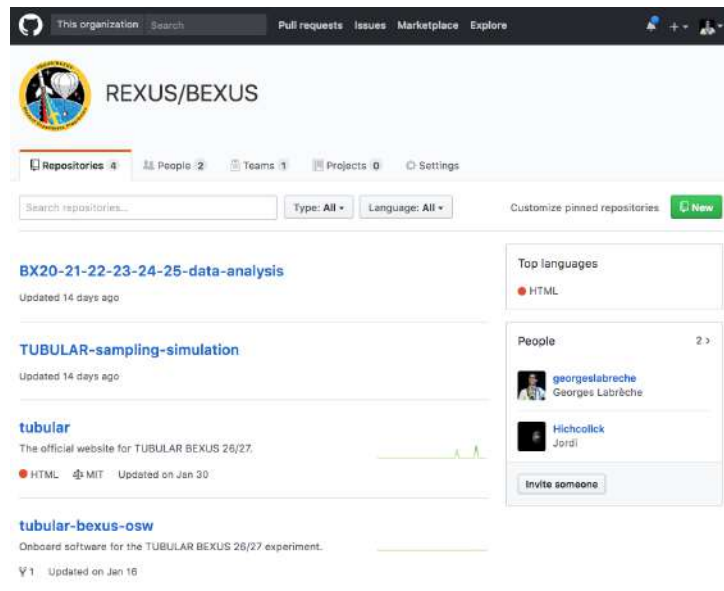 This organization Search Pull requests Issues Marketplace Explore
REXUS/BEXUS
Repositories 4 People 2 Teams 1 Projects 0 Settings
Search repositories... Type: All Language: All Customize pinned repositories New
BX20-21-22-23-24-25-data-analysis
Updated 14 days ago
TUBULAR-sampling-simulation
Updated 14 days ago
tubular
The official website for TUBULAR BEXUS 26/27.
HTML MIT Updated on Jan 30
tubular-bexus-osw
Onboard software for the TUBULAR BEXUS 26/27 experiment.
1 Updated on Jan 16
Top languages
HTML
People 2 >
georgeslabreche
Georges Labrèche
Hichcollck
Jordi
Invite someone